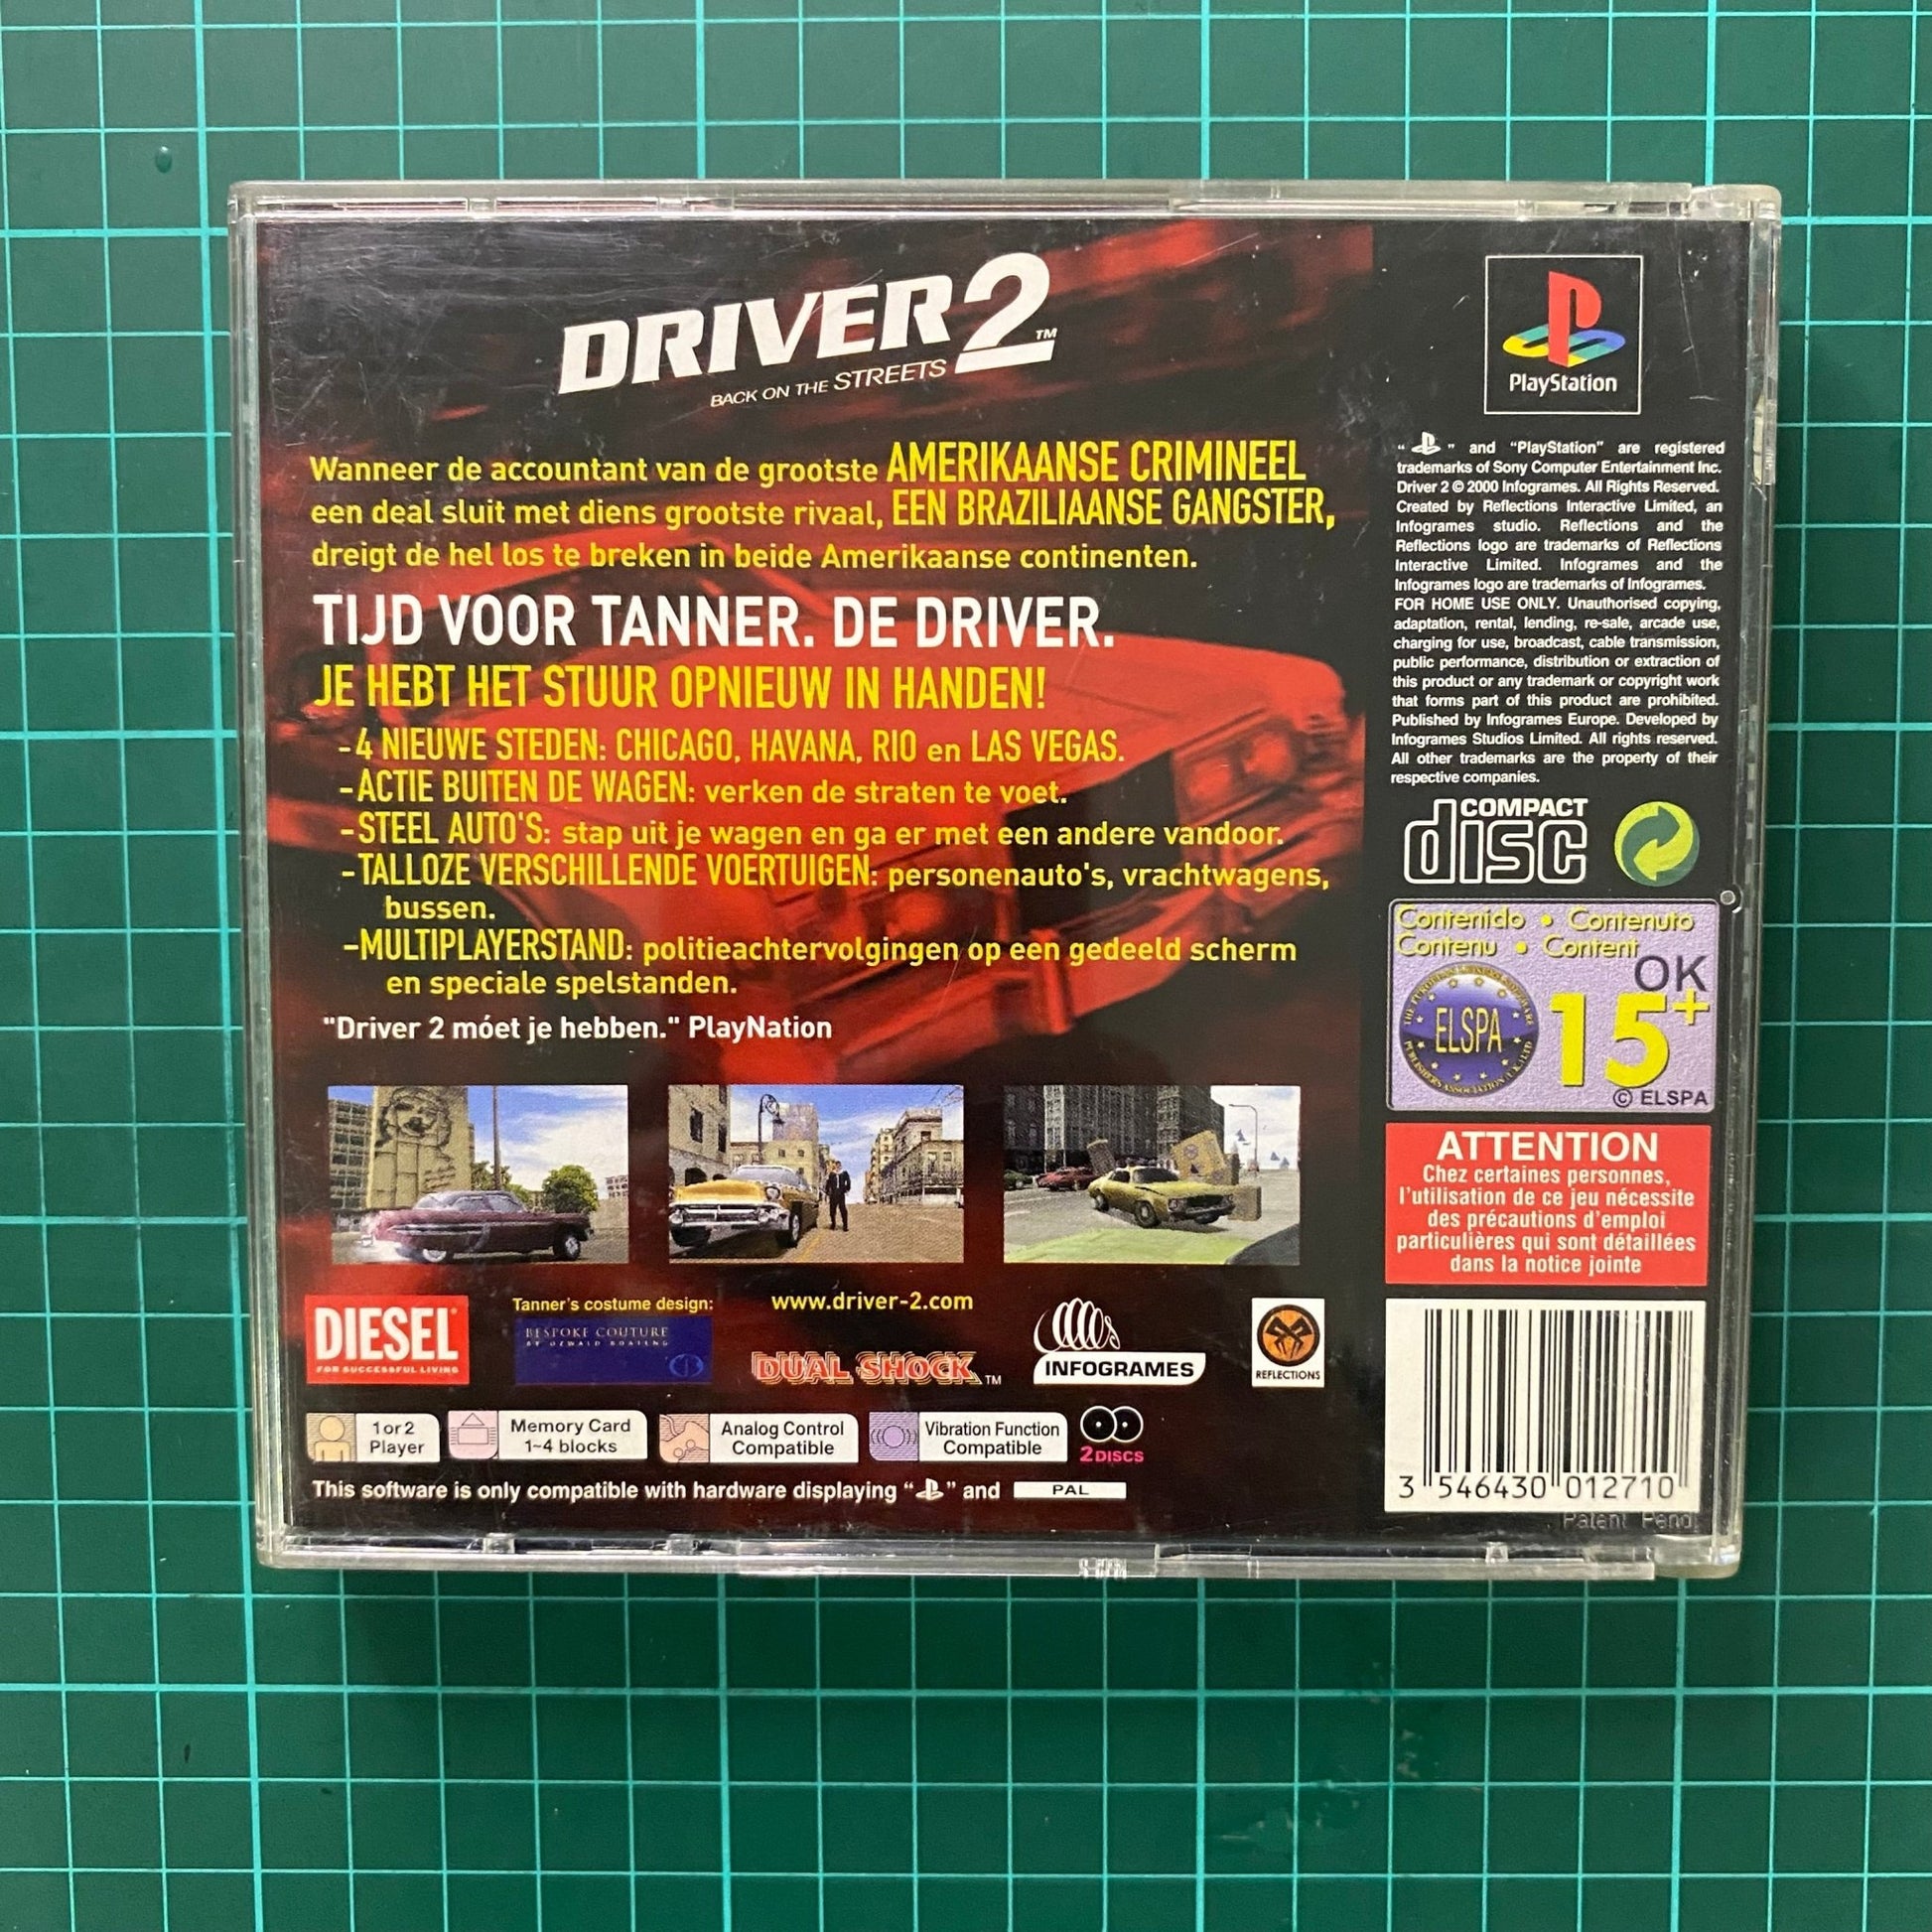 DRIVER 2™
BACK ON THE STREETS
Wanneer de accountant van de grootste AMERIKAANSE CRIMINEEL
een deal sluit met diens grootste rivaal, EEN BRAZILIAANSE GANGSTER,
dreigt de hel los te breken in beide Amerikaanse continenten.
TIJD VOOR TANNER. DE DRIVER.
JE HEBT HET STUUR OPNIEUW IN HANDEN!
-4 NIEUWE STEDEN: CHICAGO, HAVANA, RIO en LAS VEGAS.
-ACTIE BUITEN DE WAGEN: verken de straten te voet.
-STEEL AUTO'S: stap uit je wagen en ga er met een andere vandoor.
-TALLOZE VERSCHILLENDE VOERTUIGEN: personenauto's, vrachtwagens,
bussen.
-MULTIPLAYERSTAND: politieachtervolgingen op een gedeeld scherm
en speciale spelstanden.
"Driver 2 móet je hebben." PlayNation
DIESEL®
FOR SUCCESSFUL LIVING
Tanner's costume design:
BESPOKE COUTURE
BY OZWALD BOATENG
www.driver-2.com
DUAL SHOCK™
INFOGRAMES
REFLECTIONS
1 or 2
Player
Memory Card
1~4 blocks
Analog Control
Compatible
Vibration Function
Compatible
2 DISCS
This software is only compatible with hardware displaying “ ” and PAL
PlayStation
“ ” and “PlayStation” are registered
trademarks of Sony Computer Entertainment Inc.
Driver 2 © 2000 Infogrames. All Rights Reserved.
Created by Reflections Interactive Limited, an
Infogrames studio. Reflections and the
Reflections logo are trademarks of Reflections
Interactive Limited. Infogrames and the
Infogrames logo are trademarks of Infogrames.
FOR HOME USE ONLY. Unauthorised copying,
adaptation, rental, lending, re-sale, arcade use,
charging for use, broadcast, cable transmission,
public performance, distribution or extraction of
this product or any trademark or copyright work
that forms part of this product are prohibited.
Published by Infogrames Europe. Developed by
Infogrames Studios Limited. All rights reserved.
All other trademarks are the property of their
respective companies.
COMPACT
disc
Contenido • Contenuto
Contenu • Content
OK
15+
ELSPA
© ELSPA
ATTENTION
Chez certaines personnes,
l'utilisation de ce jeu nécessite
des précautions d'emploi
particulières qui sont détaillées
dans la notice jointe
3 546430 012710
Patent Pend.